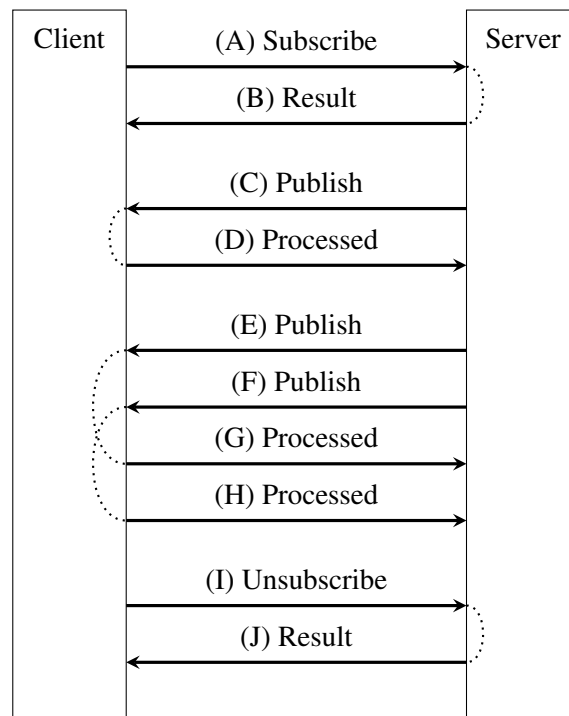 Client
(A) Subscribe
Server
(B) Result
(C) Publish
(D) Processed
(E) Publish
(F) Publish
(G) Processed
(H) Processed
(I) Unsubscribe
(J) Result